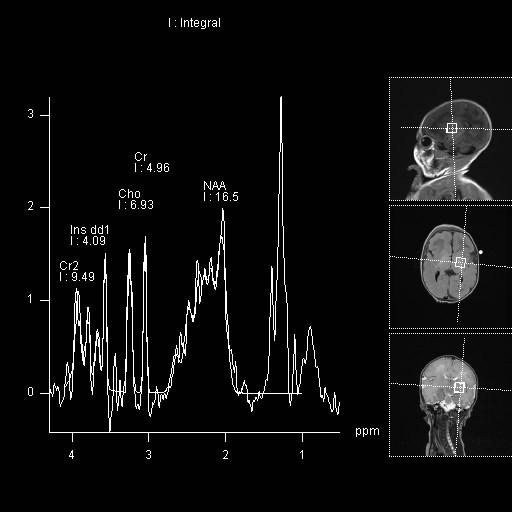 I : Integral
3
Cr
I : 4.96
Cho
I : 6.93
NAA
I : 16.5
2
Ins dd1
I : 4.09
Cr2
I : 9.49
1
0
ppm
4 3 2 1